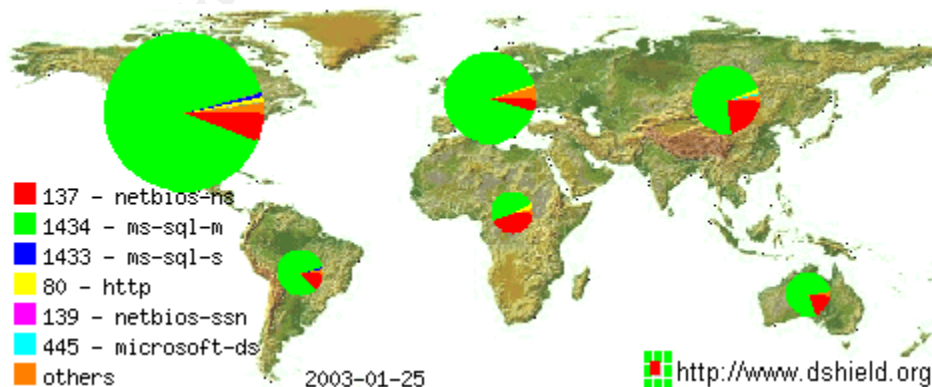 137 - netbios-ns
1434 - ms-sql-m
1433 - ms-sql-s
80 - http
139 - netbios-ssn
445 - microsoft-ds
others
2003-01-25
http://www.dshield.org